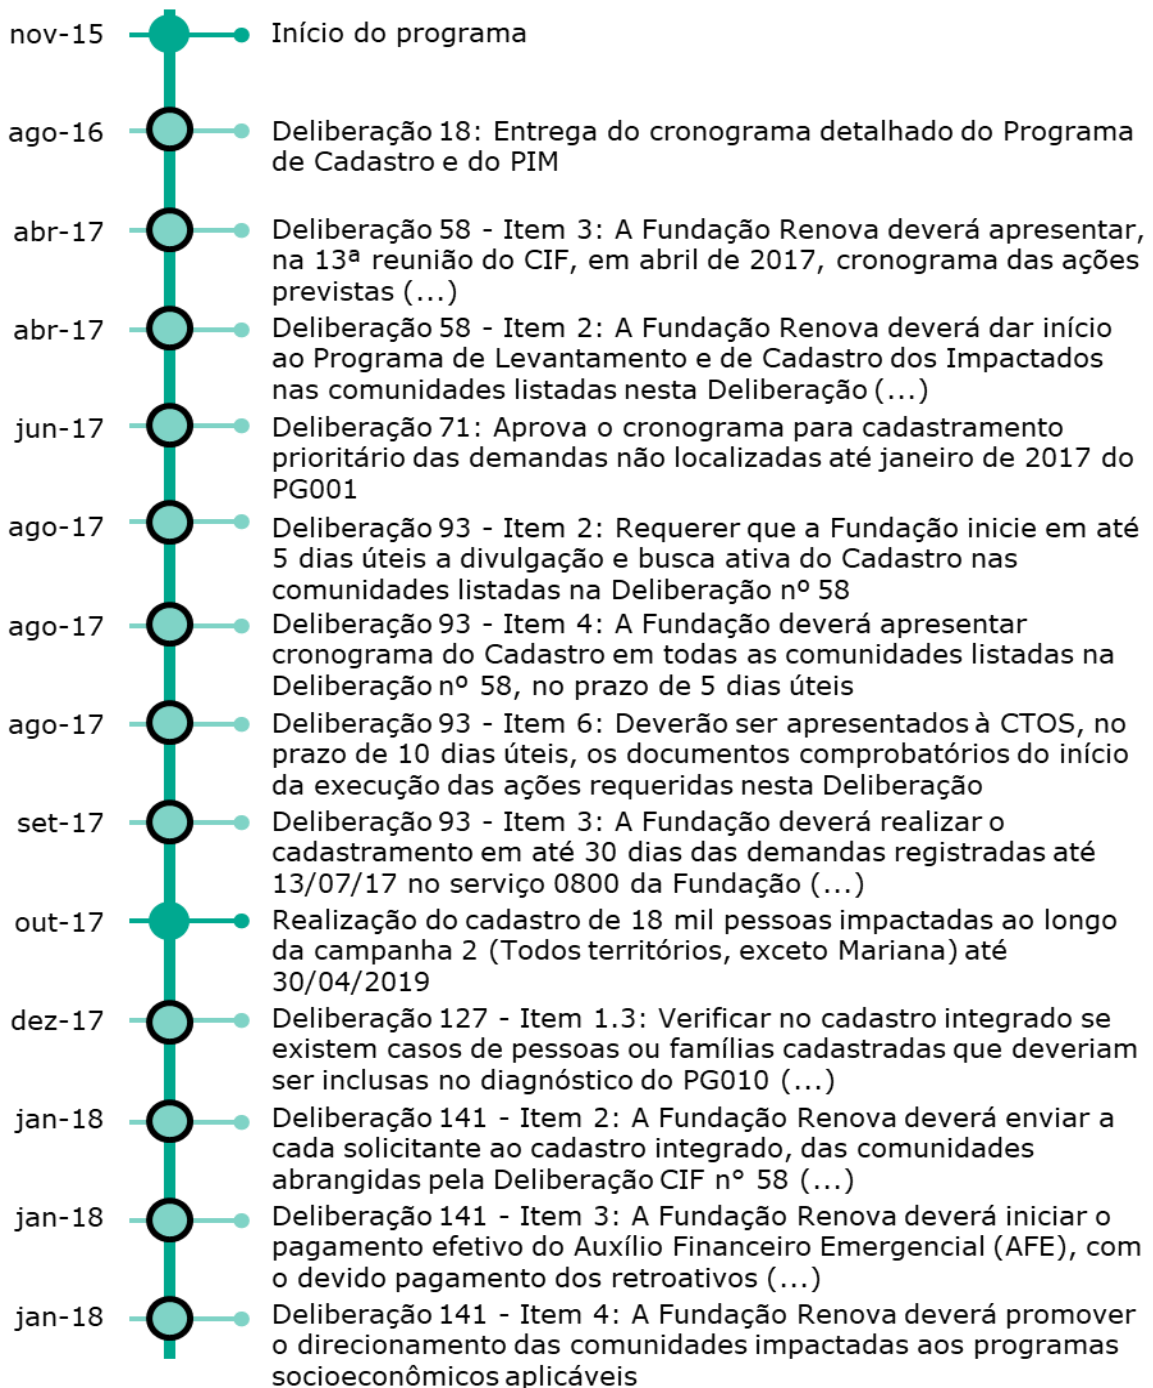 nov-15 Início do programa
ago-16 Deliberação 18: Entrega do cronograma detalhado do Programa
de Cadastro e do PIM
abr-17 Deliberação 58 - Item 3: A Fundação Renova deverá apresentar,
na 13ª reunião do CIF, em abril de 2017, cronograma das ações
previstas (...)
abr-17 Deliberação 58 - Item 2: A Fundação Renova deverá dar início
ao Programa de Levantamento e de Cadastro dos Impactados
nas comunidades listadas nesta Deliberação (...)
jun-17 Deliberação 71: Aprova o cronograma para cadastramento
prioritário das demandas não localizadas até janeiro de 2017 do
PG001
ago-17 Deliberação 93 - Item 2: Requerer que a Fundação inicie em até
5 dias úteis a divulgação e busca ativa do Cadastro nas
comunidades listadas na Deliberação nº 58
ago-17 Deliberação 93 - Item 4: A Fundação deverá apresentar
cronograma do Cadastro em todas as comunidades listadas na
Deliberação nº 58, no prazo de 5 dias úteis
ago-17 Deliberação 93 - Item 6: Deverão ser apresentados à CTOS, no
prazo de 10 dias úteis, os documentos comprobatórios do início
da execução das ações requeridas nesta Deliberação
set-17 Deliberação 93 - Item 3: A Fundação deverá realizar o
cadastramento em até 30 dias das demandas registradas até
13/07/17 no serviço 0800 da Fundação (...)
out-17 Realização do cadastro de 18 mil pessoas impactadas ao longo
da campanha 2 (Todos territórios, exceto Mariana) até
30/04/2019
dez-17 Deliberação 127 - Item 1.3: Verificar no cadastro integrado se
existem casos de pessoas ou famílias cadastradas que deveriam
ser inclusas no diagnóstico do PG010 (...)
jan-18 Deliberação 141 - Item 2: A Fundação Renova deverá enviar a
cada solicitante ao cadastro integrado, das comunidades
abrangidas pela Deliberação CIF n° 58 (...)
jan-18 Deliberação 141 - Item 3: A Fundação Renova deverá iniciar o
pagamento efetivo do Auxílio Financeiro Emergencial (AFE), com
o devido pagamento dos retroativos (...)
jan-18 Deliberação 141 - Item 4: A Fundação Renova deverá promover
o direcionamento das comunidades impactadas aos programas
socioeconômicos aplicáveis